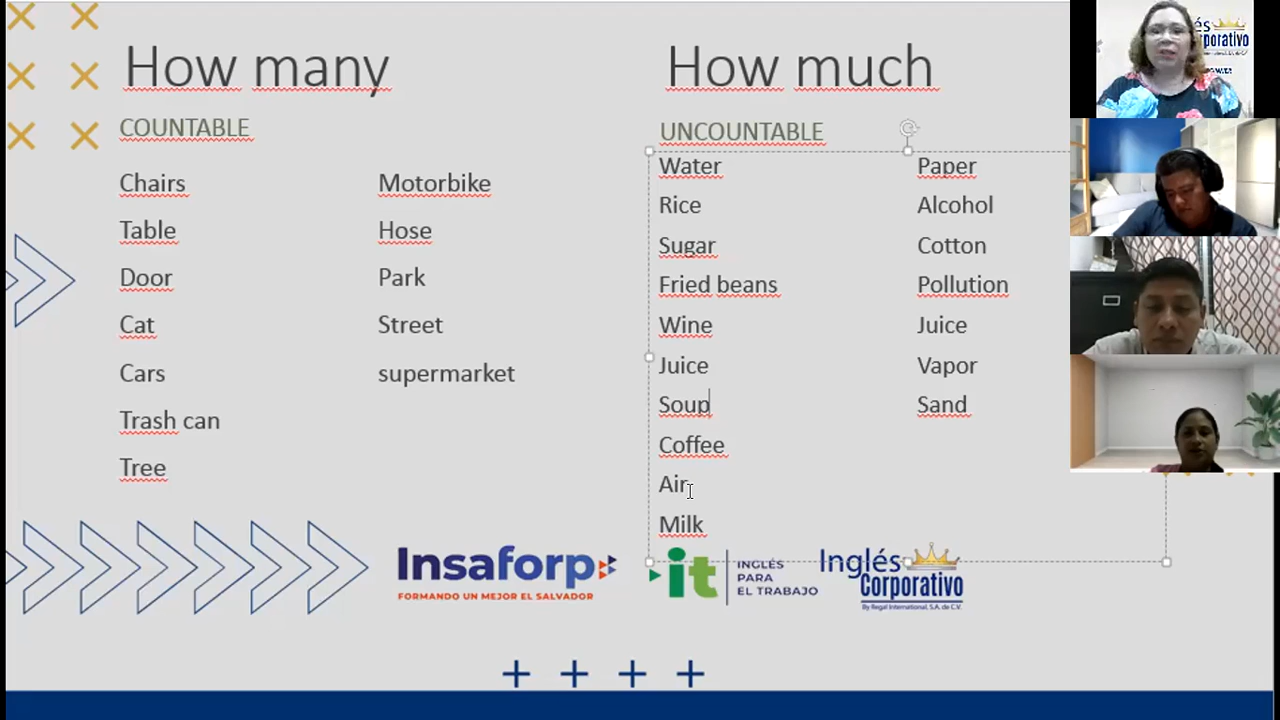 How many
COUNTABLE
Chairs
Table
Door
Cat
Cars
Trash can
Tree
Motorbike
Hose
Park
Street
supermarket
How much
UNCOUNTABLE
Water
Rice
Sugar
Fried beans
Wine
Juice
Soup
Coffee
Air
Milk
Paper
Alcohol
Cotton
Pollution
Juice
Vapor
Sand
Insaforp
FORMANDO UN MEJOR EL SALVADOR
it
INGLÉS
PARA
EL TRABAJO
Inglés
Corporativo
By Regal International, S.A. de C.V.
és
orporativo